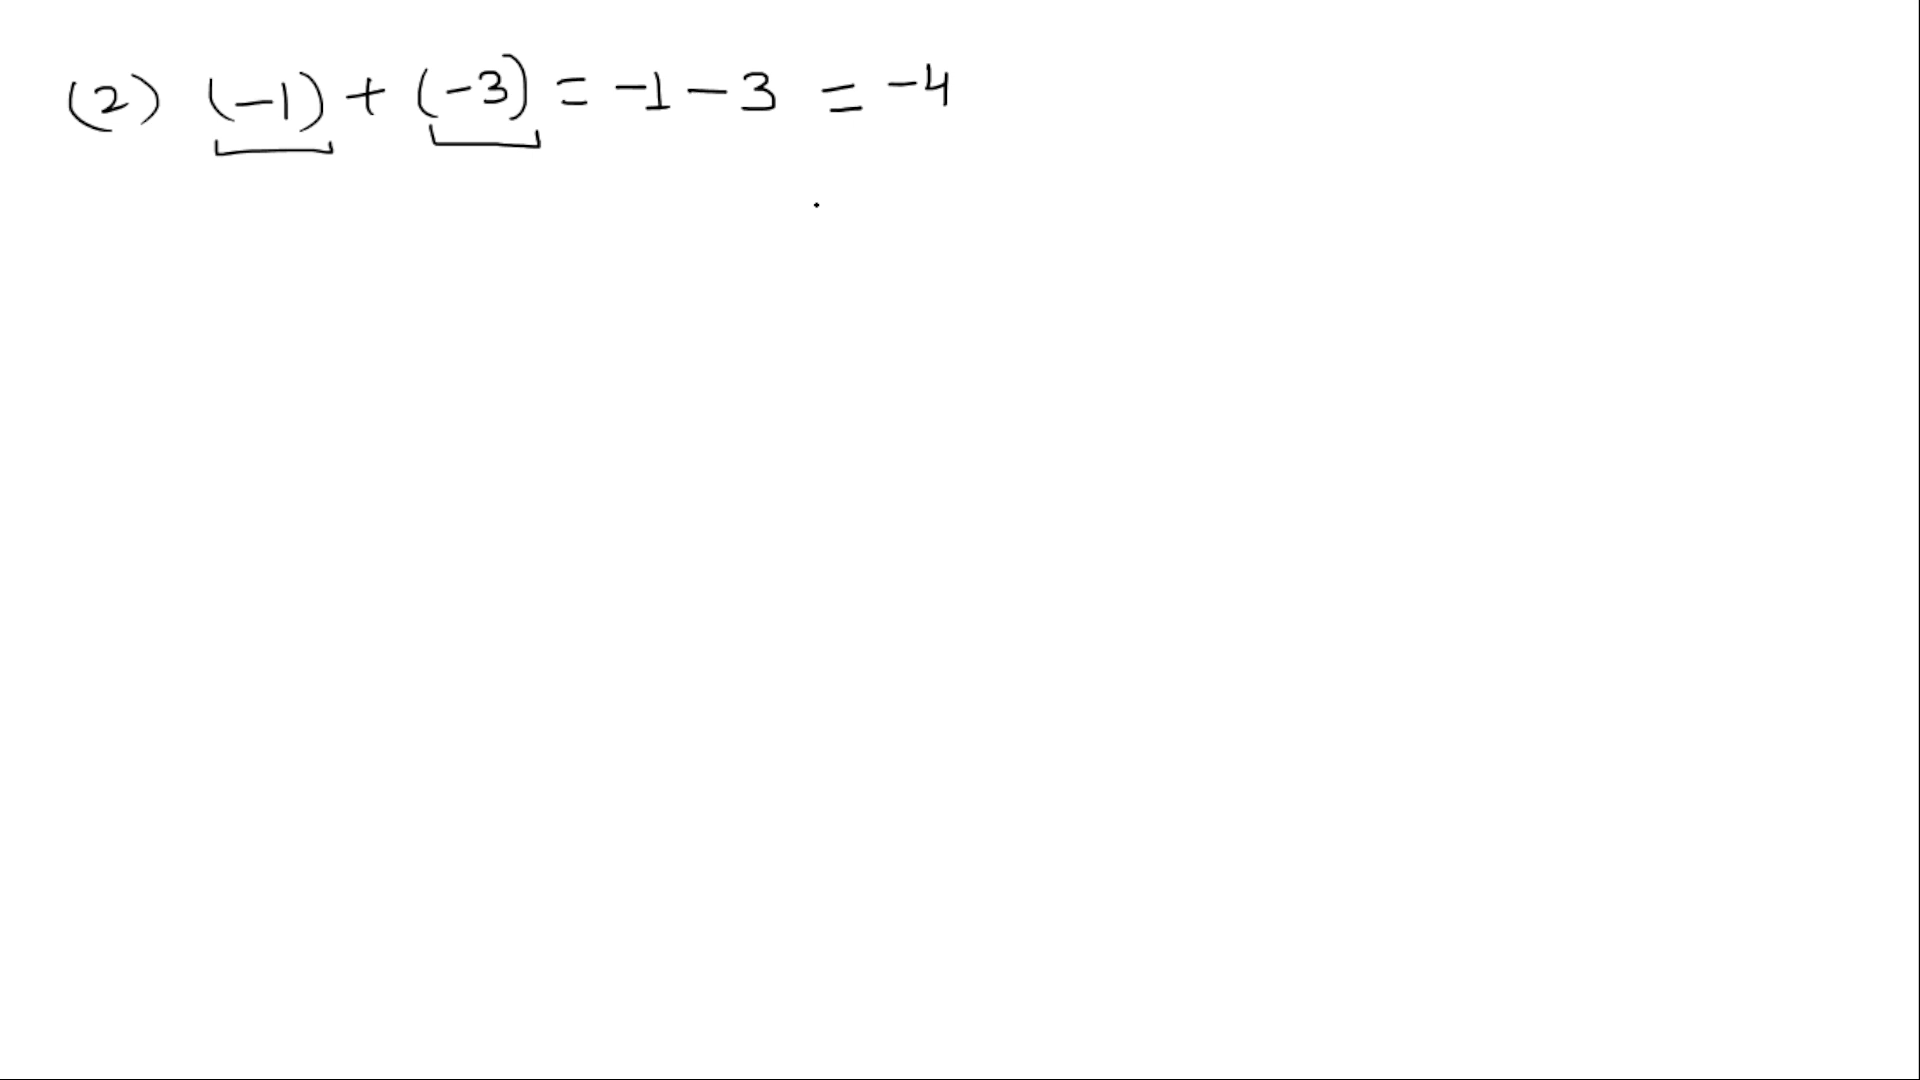 (2) (-1) + (-3) = -1 - 3 = -4